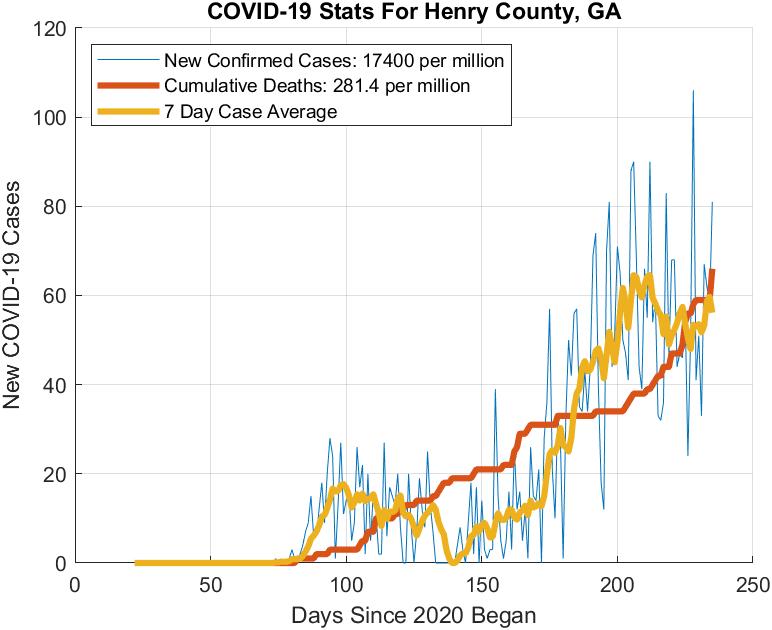 COVID-19 Stats For Henry County, GA
120
New Confirmed Cases: 17400 per million
Cumulative Deaths: 281.4 per million
7 Day Case Average
100
80
60
40
20
0
New COVID-19 Cases
0
50
100
150
200
250
Days Since 2020 Began